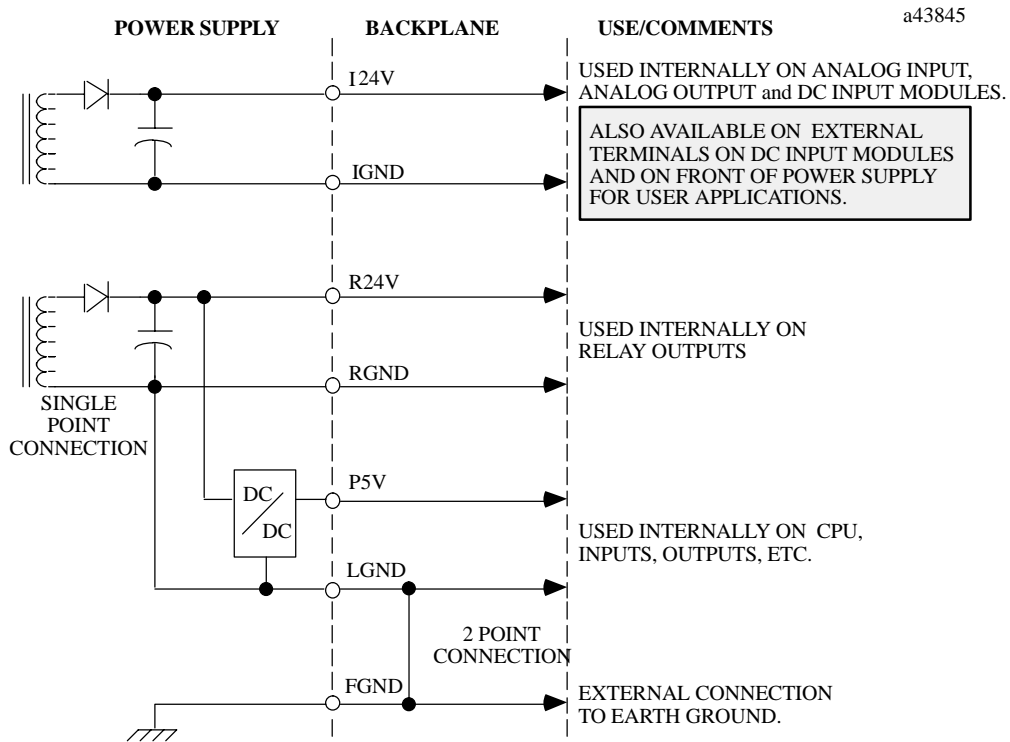 a43845
POWER SUPPLY
BACKPLANE
USE/COMMENTS
I24V
USED INTERNALLY ON ANALOG INPUT,
ANALOG OUTPUT and DC INPUT MODULES.
ALSO AVAILABLE ON EXTERNAL
TERMINALS ON DC INPUT MODULES
AND ON FRONT OF POWER SUPPLY
FOR USER APPLICATIONS.
IGND
R24V
USED INTERNALLY ON
RELAY OUTPUTS
RGND
SINGLE
POINT
CONNECTION
P5V
DC
DC
USED INTERNALLY ON CPU,
INPUTS, OUTPUTS, ETC.
LGND
2 POINT
CONNECTION
FGND
EXTERNAL CONNECTION
TO EARTH GROUND.